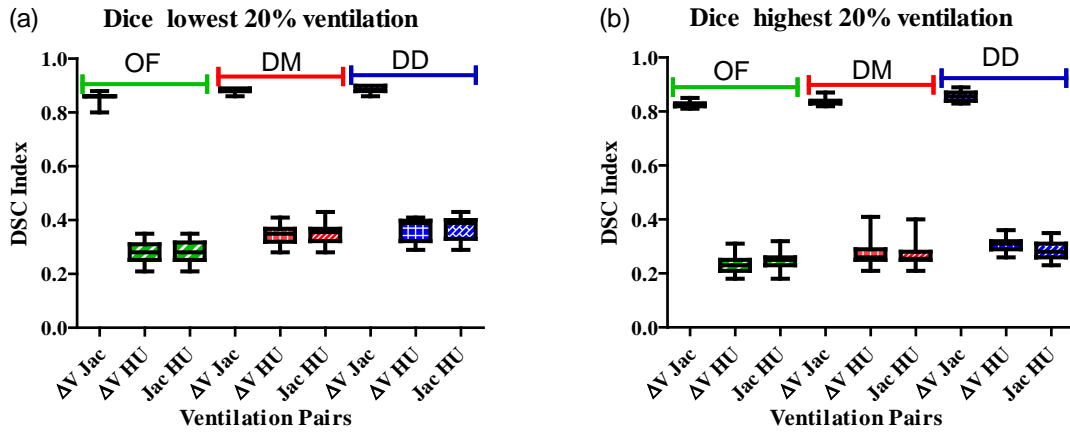 (a) Dice lowest 20% ventilation
OF DM DD
1.0
0.8
0.6
0.4
0.2
0.0
DSC Index
ΔV Jac
ΔV HU
Jac HU
ΔV Jac
ΔV HU
Jac HU
ΔV Jac
ΔV HU
Jac HU
Ventilation Pairs
(b) Dice highest 20% ventilation
OF DM DD
1.0
0.8
0.6
0.4
0.2
0.0
DSC Index
ΔV Jac
ΔV HU
Jac HU
ΔV Jac
ΔV HU
Jac HU
ΔV Jac
ΔV HU
Jac HU
Ventilation Pairs